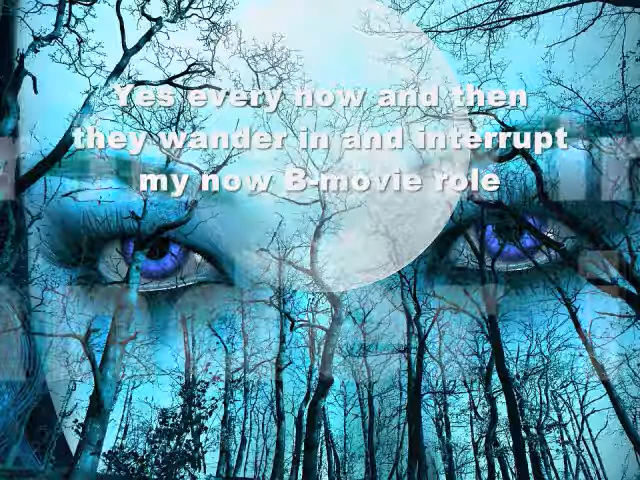 Yes every now and then
they wander in and interrupt
my now B-movie role